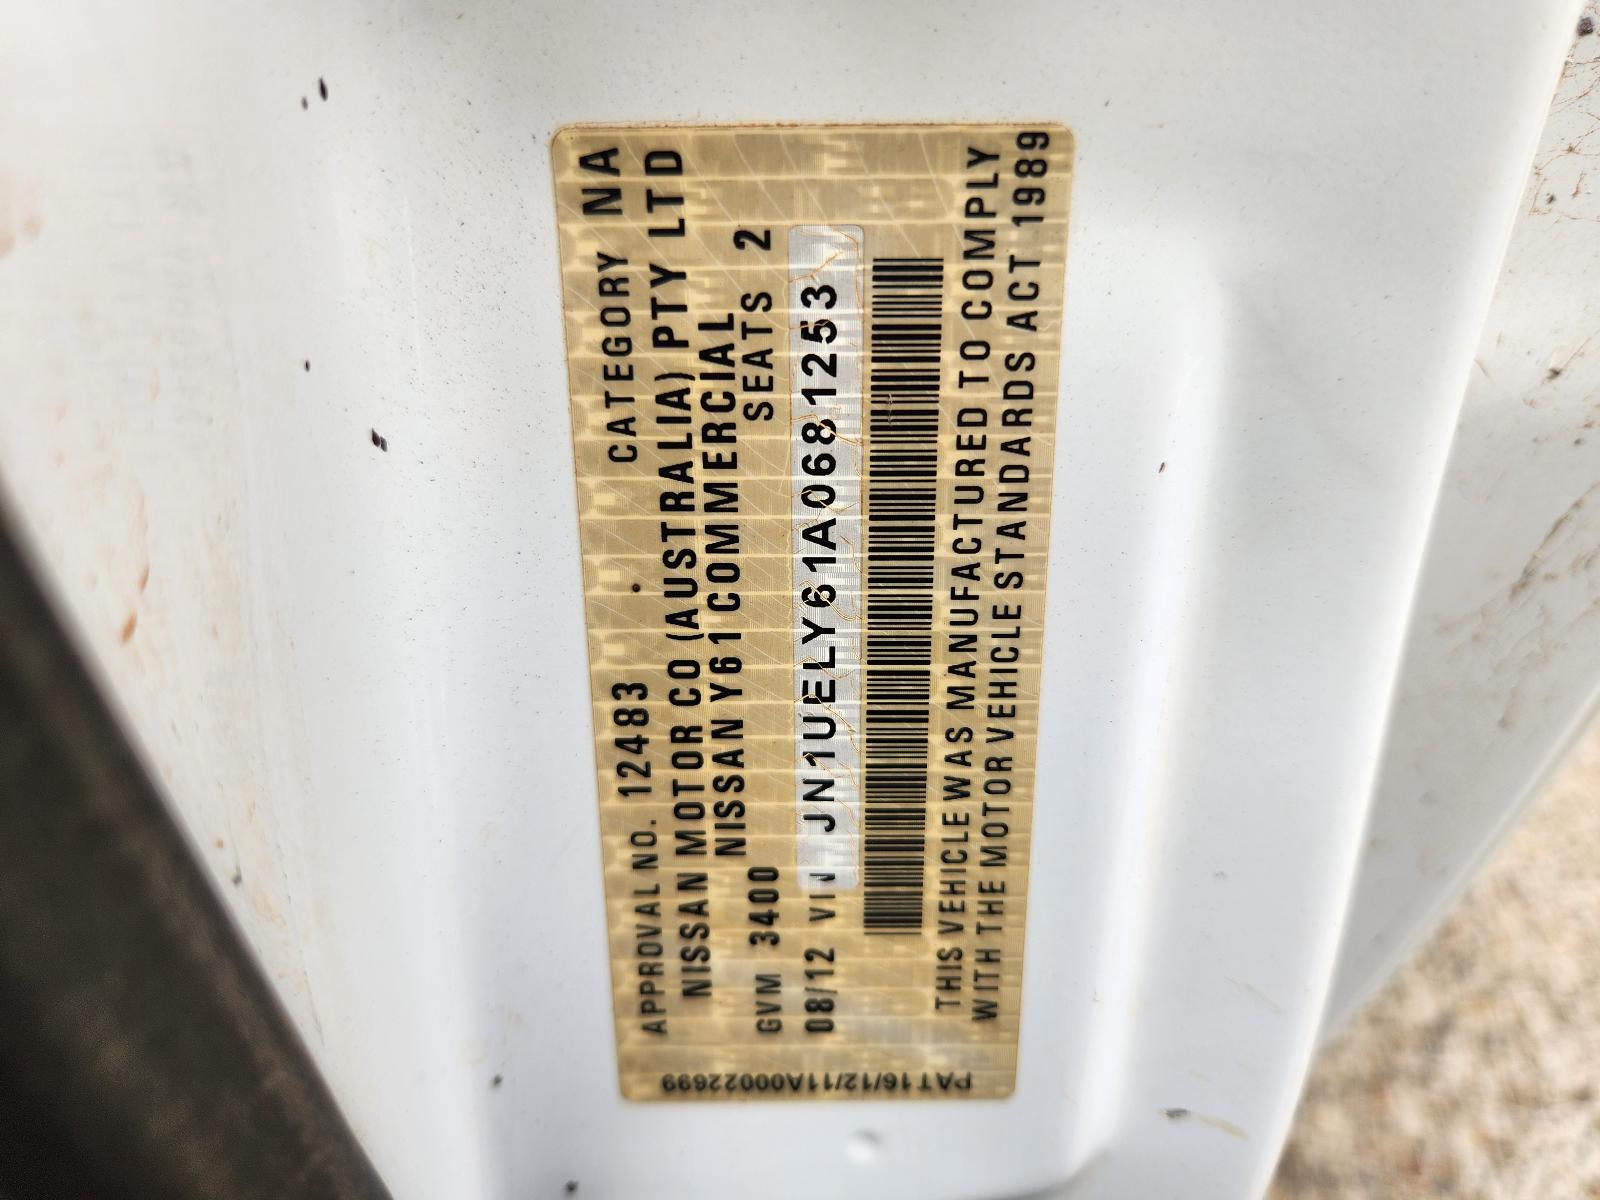 APPROVAL NO. 12483 CATEGORY NA
NISSAN MOTOR CO (AUSTRALIA) PTY LTD
NISSAN Y61 COMMERCIAL
GVM 3400 SEATS 2
08/12 VIN JN1UELY61A0681253
THIS VEHICLE WAS MANUFACTURED TO COMPLY
WITH THE MOTOR VEHICLE STANDARDS ACT 1989
PAT16/12/11A00022699